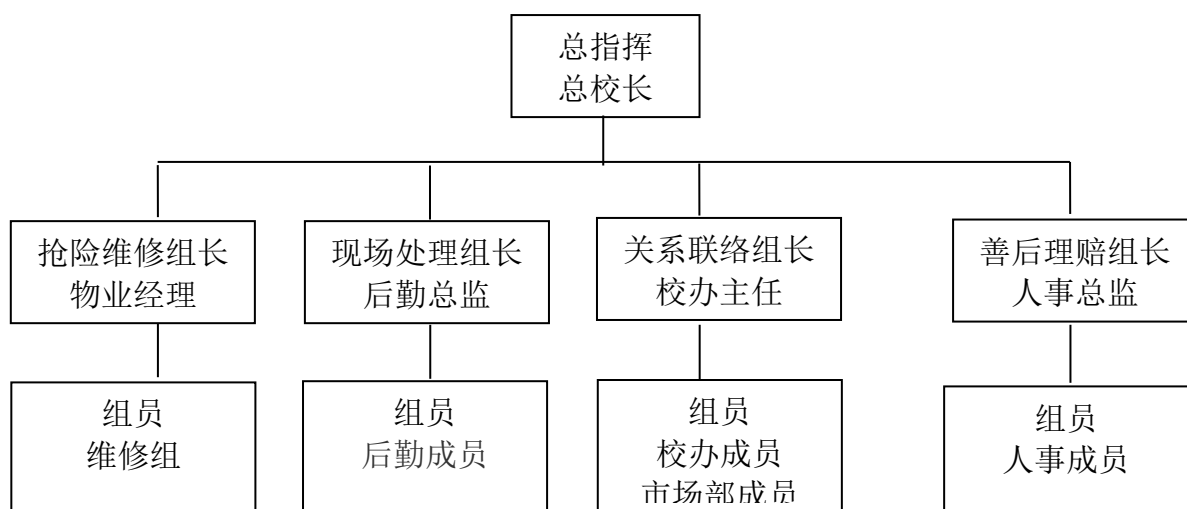 总指挥
总校长
抢险维修组长
物业经理
现场处理组长
后勤总监
关系联络组长
校办主任
善后理赔组长
人事总监
组员
维修组
组员
后勤成员
组员
校办成员
市场部成员
组员
人事成员